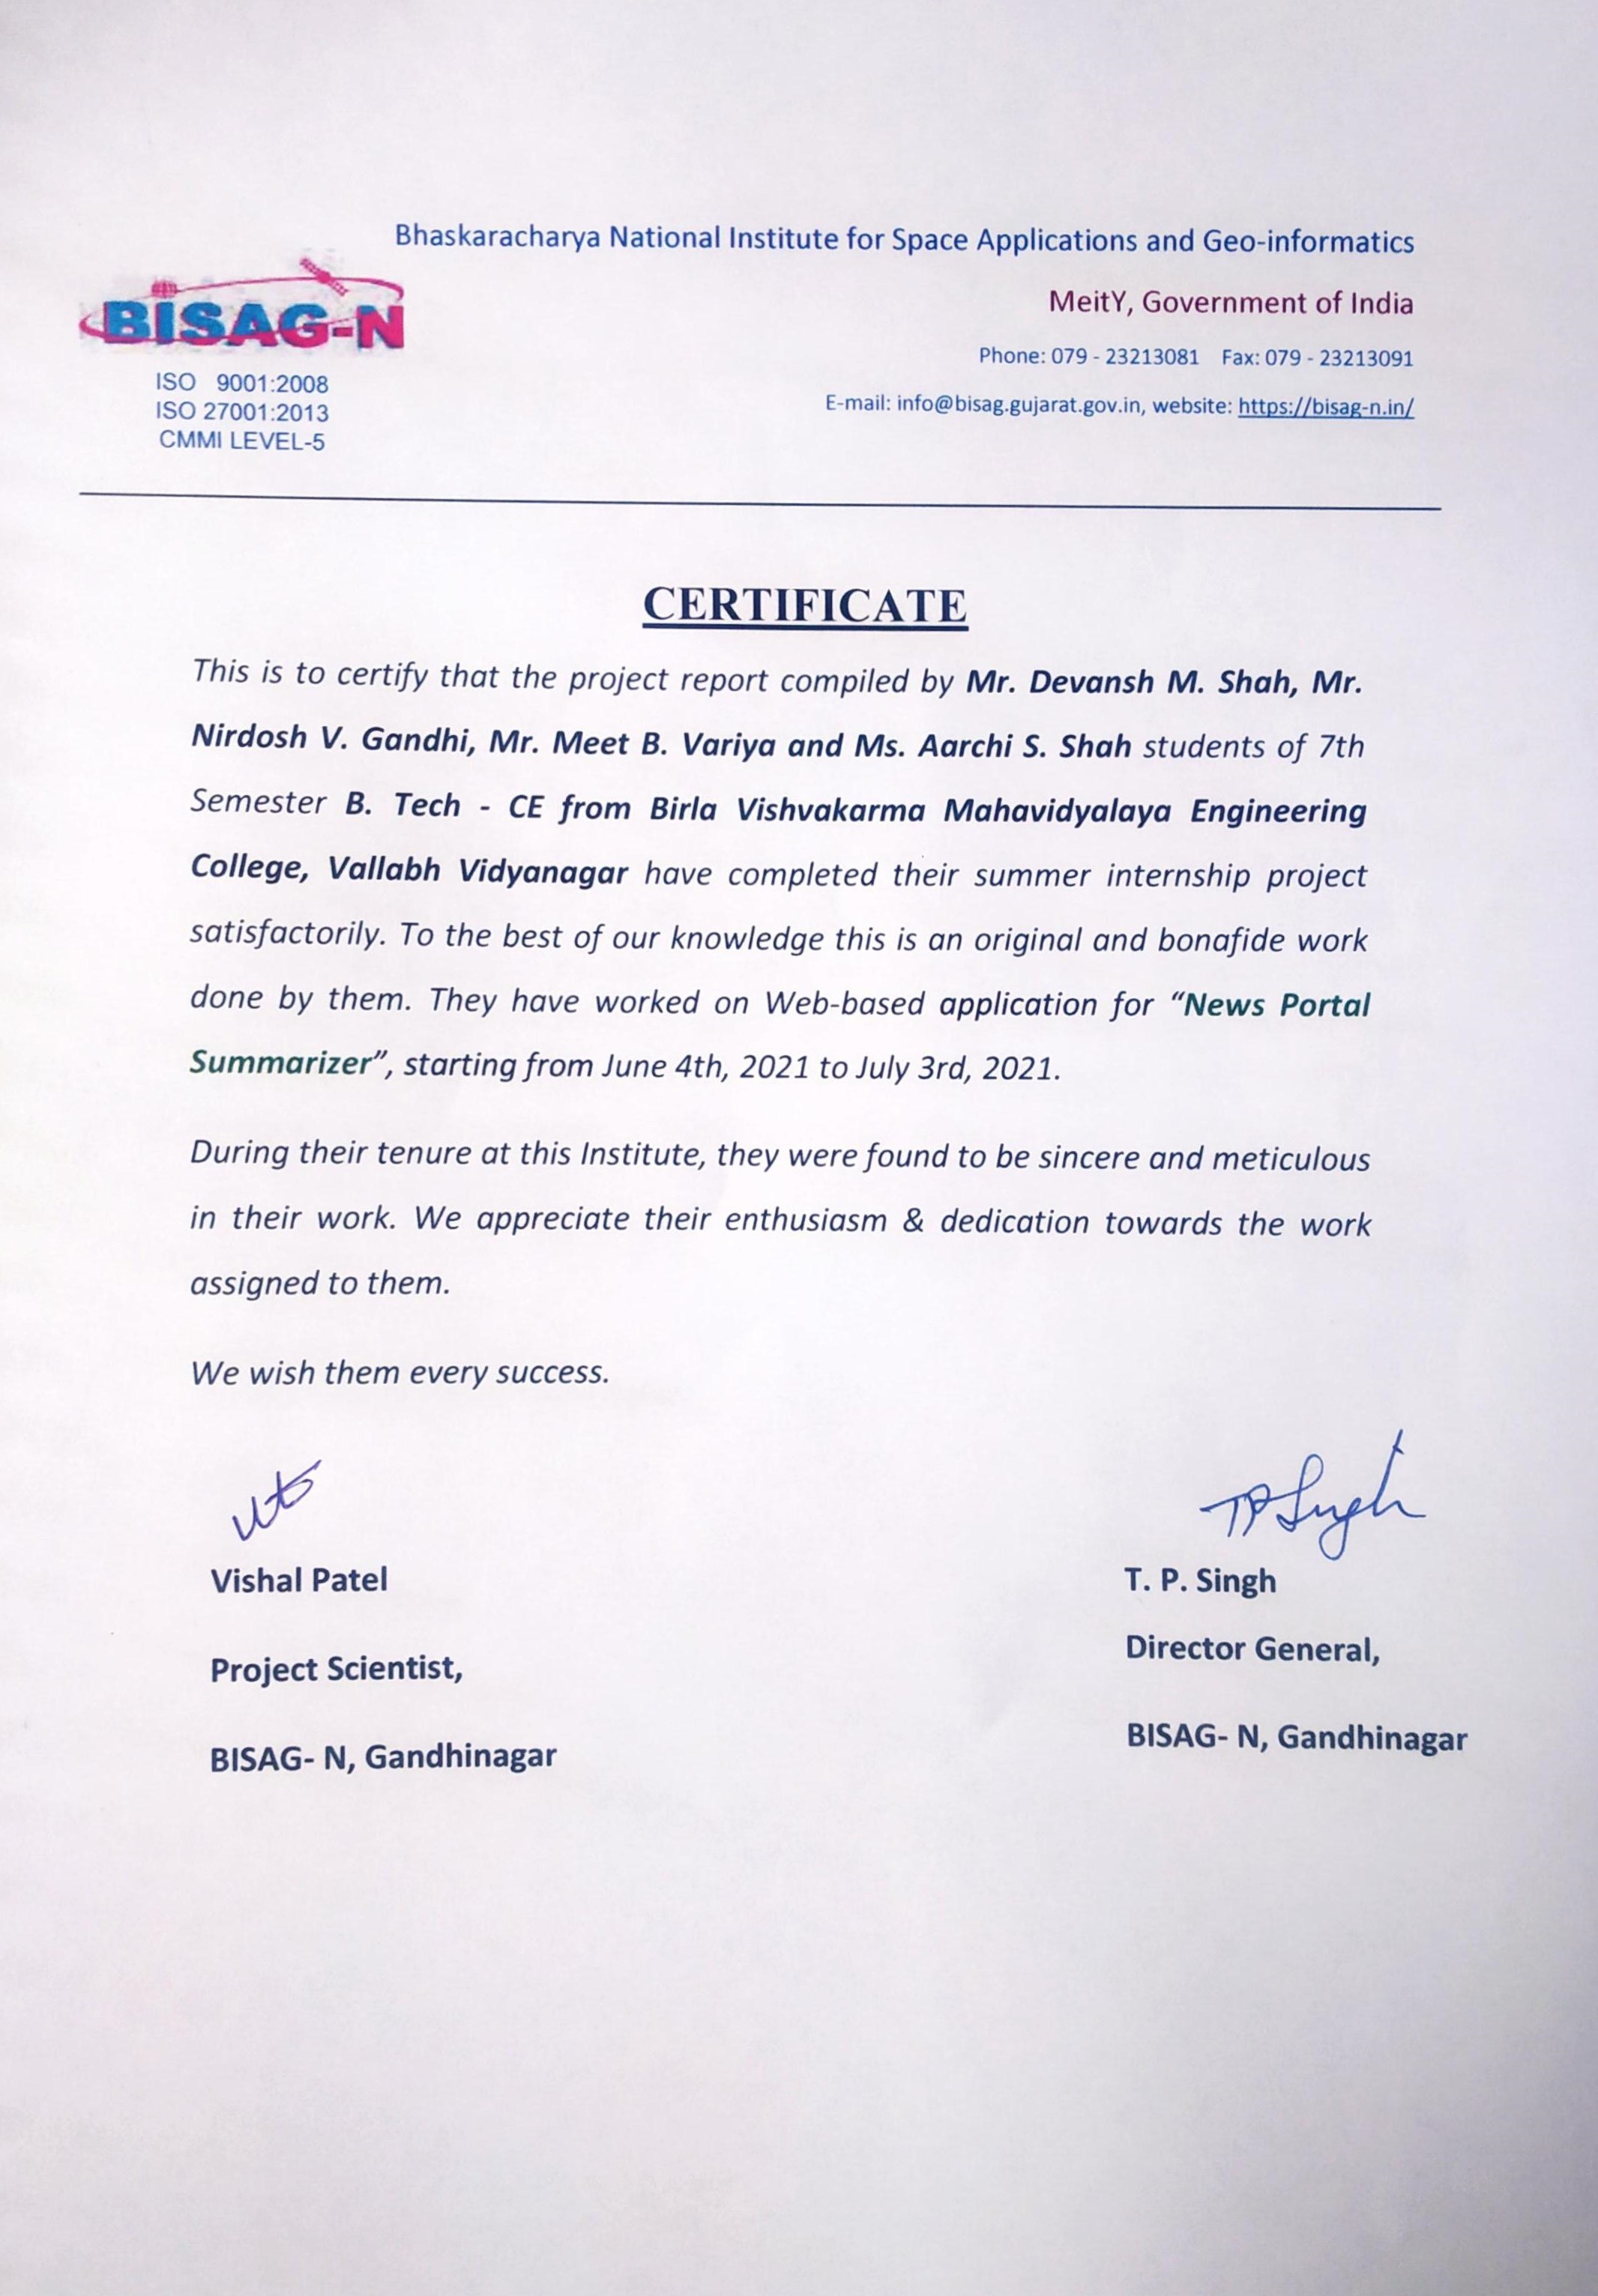 Bhaskaracharya National Institute for Space Applications and Geo-informatics
MeitY, Government of India
Phone: 079 - 23213081 Fax: 079 - 23213091
E-mail: info@bisag.gujarat.gov.in, website: https://bisag-n.in/
BISAG-N
ISO 9001:2008
ISO 27001:2013
CMMI LEVEL-5
CERTIFICATE
This is to certify that the project report compiled by Mr. Devansh M. Shah, Mr.
Nirdosh V. Gandhi, Mr. Meet B. Variya and Ms. Aarchi S. Shah students of 7th
Semester B. Tech - CE from Birla Vishvakarma Mahavidyalaya Engineering
College, Vallabh Vidyanagar have completed their summer internship project
satisfactorily. To the best of our knowledge this is an original and bonafide work
done by them. They have worked on Web-based application for “News Portal
Summarizer”, starting from June 4th, 2021 to July 3rd, 2021.
During their tenure at this Institute, they were found to be sincere and meticulous
in their work. We appreciate their enthusiasm & dedication towards the work
assigned to them.
We wish them every success.
TPSingh
Vishal Patel
Project Scientist,
BISAG- N, Gandhinagar
T. P. Singh
Director General,
BISAG- N, Gandhinagar